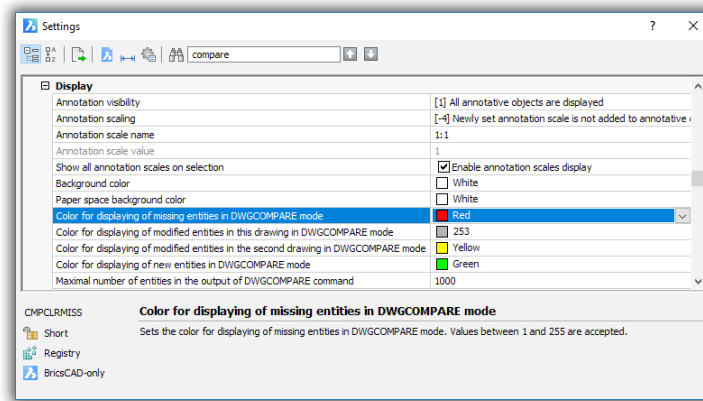 Settings
compare
Display
Annotation visibility [1] All annotative objects are displayed
Annotation scaling [-4] Newly set annotation scale is not added to annotative
Annotation scale name 1:1
Annotation scale value 1
Show all annotation scales on selection Enable annotation scales display
Background color White
Paper space background color White
Color for displaying of missing entities in DWGCOMPARE mode Red
Color for displaying of modified entities in this drawing in DWGCOMPARE mode 253
Color for displaying of modified entities in the second drawing in DWGCOMPARE mode Yellow
Color for displaying of new entities in DWGCOMPARE mode Green
Maximal number of entities in the output of DWGCOMPARE command 1000
CMPCLRMISS Color for displaying of missing entities in DWGCOMPARE mode
Short Sets the color for displaying of missing entities in DWGCOMPARE mode. Values between 1 and 255 are accepted.
Registry
BricsCAD-only